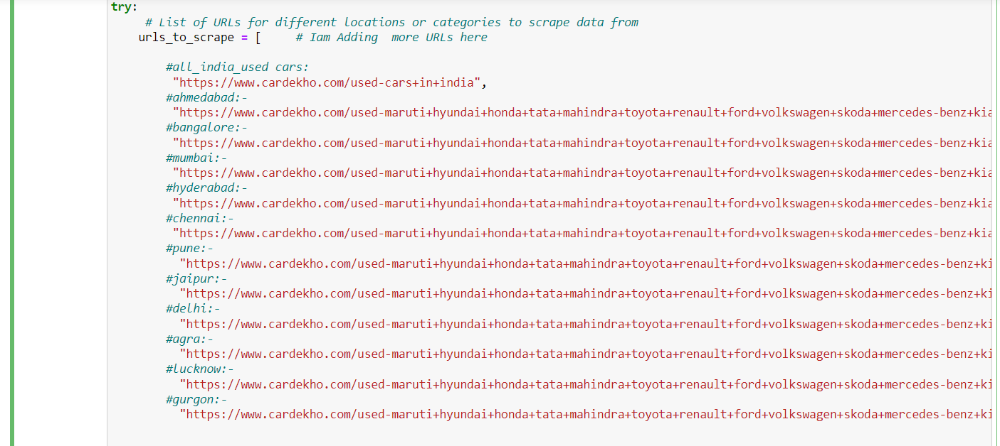 try:
# List of URLs for different locations or categories to scrape data from
urls_to_scrape = [     # Iam Adding  more URLs here
#all_india_used cars:
"https://www.cardekho.com/used-cars+in+india",
#ahmedabad:-
"https://www.cardekho.com/used-maruti+hyundai+honda+tata+mahindra+toyota+renault+ford+volkswagen+skoda+mercedes-benz+kia
#bangalore:-
"https://www.cardekho.com/used-maruti+hyundai+honda+tata+mahindra+toyota+renault+ford+volkswagen+skoda+mercedes-benz+kia
#mumbai:-
"https://www.cardekho.com/used-maruti+hyundai+honda+tata+mahindra+toyota+renault+ford+volkswagen+skoda+mercedes-benz+kia
#hyderabad:-
"https://www.cardekho.com/used-maruti+hyundai+honda+tata+mahindra+toyota+renault+ford+volkswagen+skoda+mercedes-benz+kia
#chennai:-
"https://www.cardekho.com/used-maruti+hyundai+honda+tata+mahindra+toyota+renault+ford+volkswagen+skoda+mercedes-benz+kia
#pune:-
"https://www.cardekho.com/used-maruti+hyundai+honda+tata+mahindra+toyota+renault+ford+volkswagen+skoda+mercedes-benz+ki
#jaipur:-
"https://www.cardekho.com/used-maruti+hyundai+honda+tata+mahindra+toyota+renault+ford+volkswagen+skoda+mercedes-benz+ki
#delhi:-
"https://www.cardekho.com/used-maruti+hyundai+honda+tata+mahindra+toyota+renault+ford+volkswagen+skoda+mercedes-benz+ki
#agra:-
"https://www.cardekho.com/used-maruti+hyundai+honda+tata+mahindra+toyota+renault+ford+volkswagen+skoda+mercedes-benz+ki
#lucknow:-
"https://www.cardekho.com/used-maruti+hyundai+honda+tata+mahindra+toyota+renault+ford+volkswagen+skoda+mercedes-benz+ki
#gurgon:-
"https://www.cardekho.com/used-maruti+hyundai+honda+tata+mahindra+toyota+renault+ford+volkswagen+skoda+mercedes-benz+ki